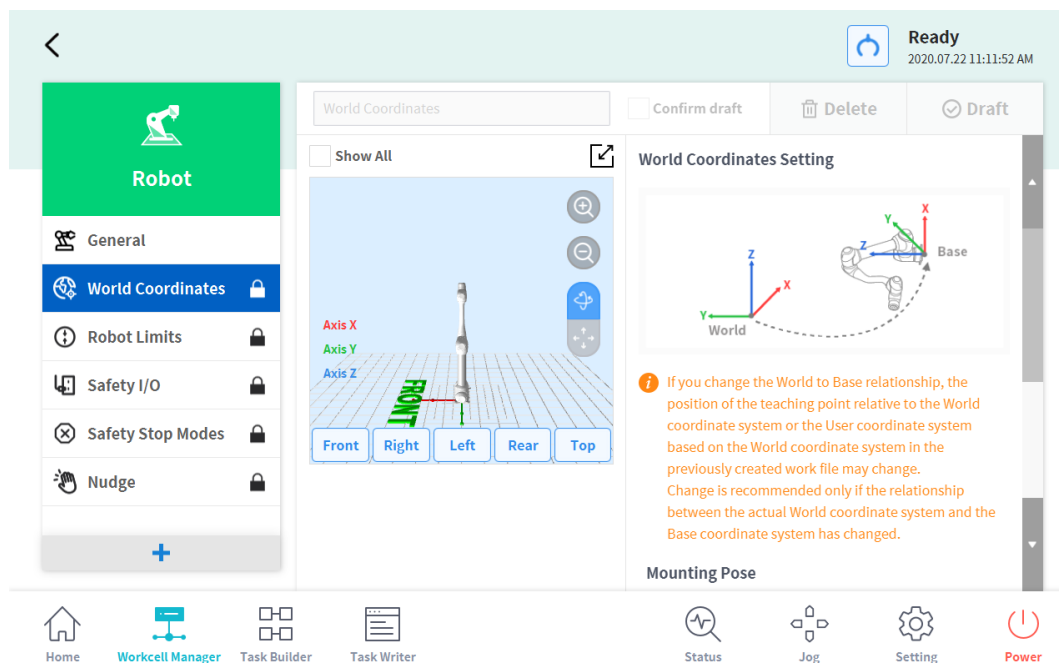 Ready
2020.07.22 11:11:52 AM
Robot
General
World Coordinates
Robot Limits
Safety I/O
Safety Stop Modes
Nudge
World Coordinates
Confirm draft
Delete
Draft
Show All
Axis X
Axis Y
Axis Z
FRONT
Front
Right
Left
Rear
Top
World Coordinates Setting
Z
X
Y
World
X
Y
Z
Base
If you change the World to Base relationship, the
position of the teaching point relative to the World
coordinate system or the User coordinate system
based on the World coordinate system in the
previously created work file may change.
Change is recommended only if the relationship
between the actual World coordinate system and the
Base coordinate system has changed.
Mounting Pose
Home
Workcell Manager
Task Builder
Task Writer
Status
Jog
Setting
Power